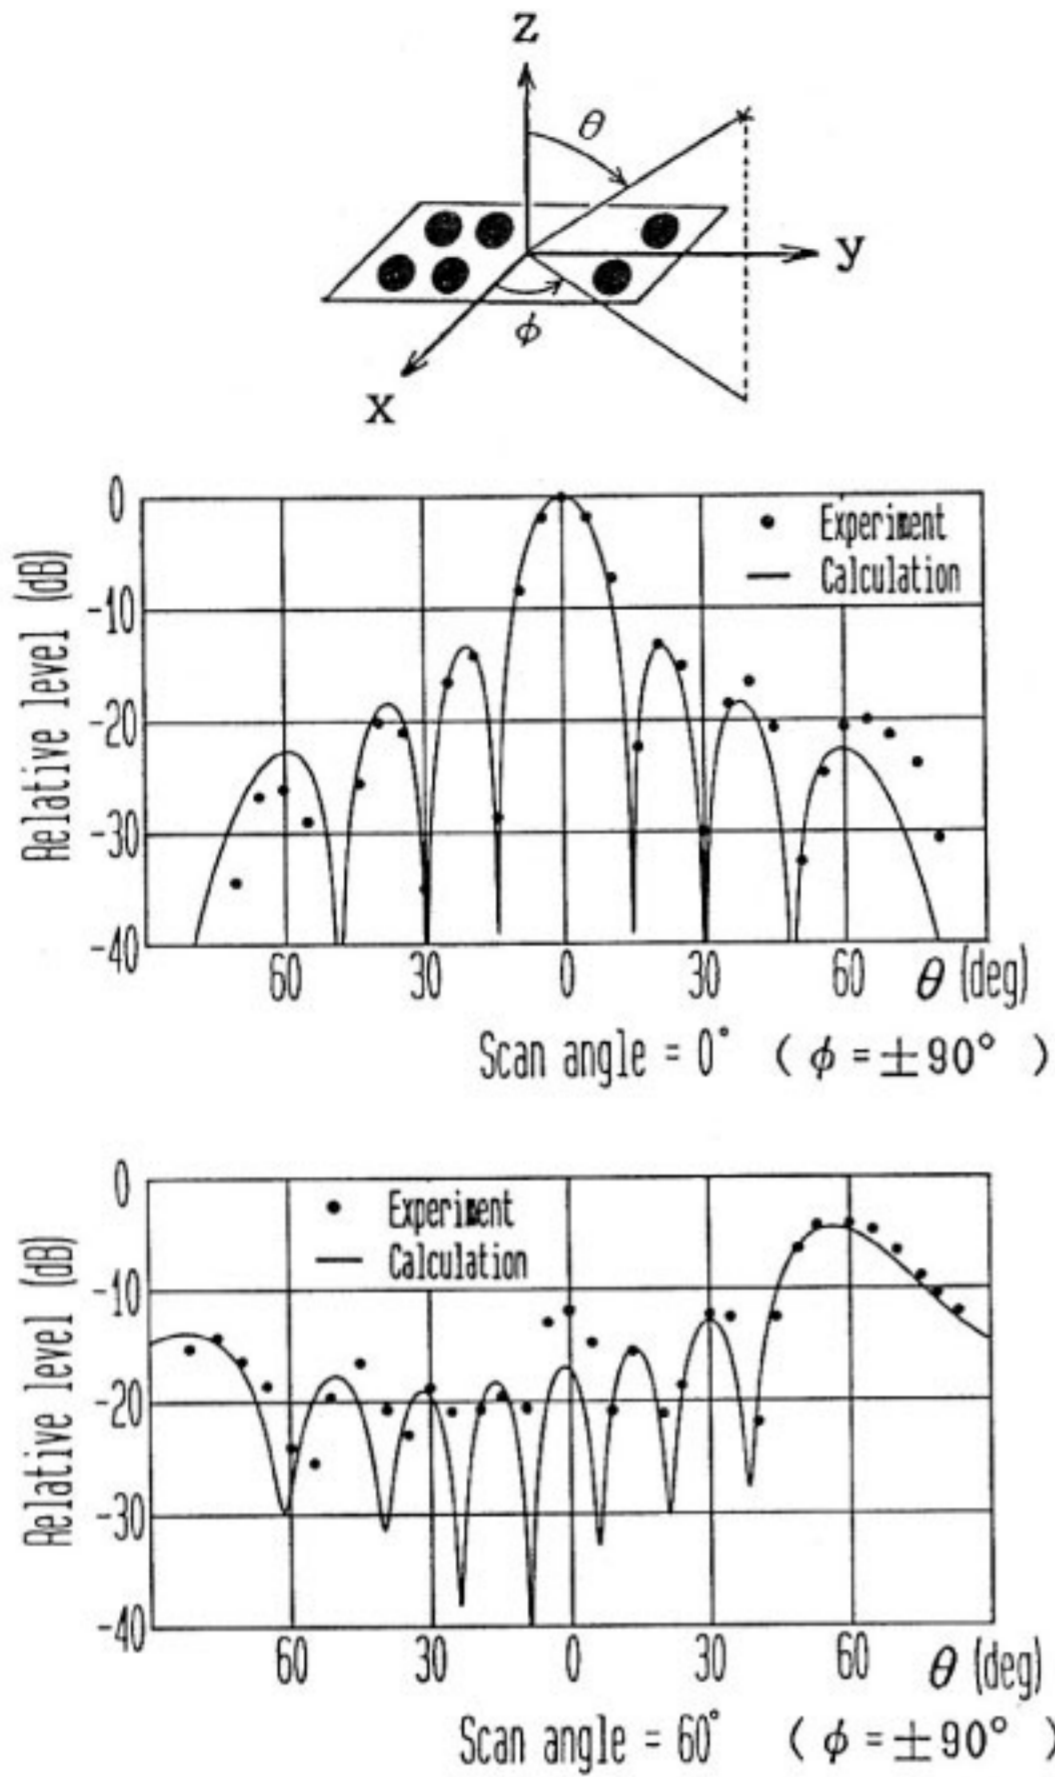 z
θ
y
φ
x
0
-10
-20
-30
-40
Relative level (dB)
Experiment
Calculation
60 30 0 30 60 θ (deg)
Scan angle = 0° ( φ = ±90° )
0
-10
-20
-30
-40
Relative level (dB)
Experiment
Calculation
60 30 0 30 60 θ (deg)
Scan angle = 60° ( φ = ±90° )